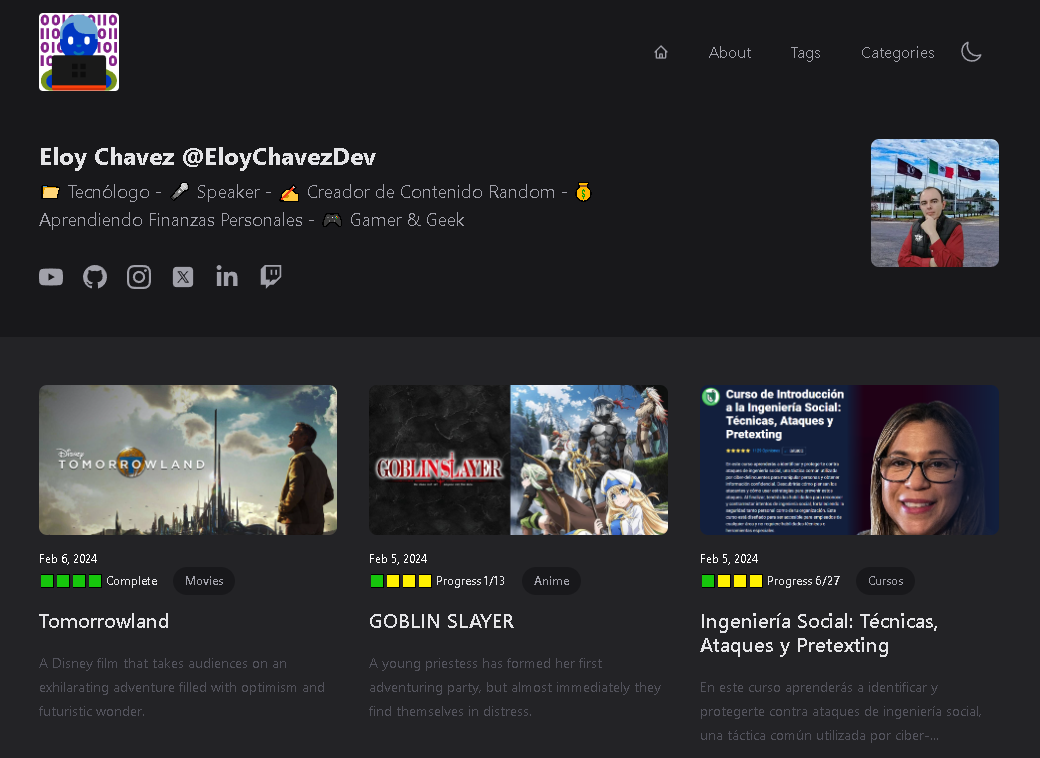 About Tags Categories
Eloy Chavez @EloyChavezDev
📁 Tecnólogo - 🎤 Speaker - ✍️ Creador de Contenido Random - 💰
Aprendiendo Finanzas Personales - 🎮 Gamer & Geek
Disney
TOMORROWLAND
GOBLIN SLAYER
Curso de Introducción
a la Ingeniería Social:
Técnicas, Ataques y
Pretexting
Feb 6, 2024
Complete Movies
Tomorrowland
A Disney film that takes audiences on an
exhilarating adventure filled with optimism and
futuristic wonder.
Feb 5, 2024
Progress 1/13 Anime
GOBLIN SLAYER
A young priestess has formed her first
adventuring party, but almost immediately they
find themselves in distress.
Feb 5, 2024
Progress 6/27 Cursos
Ingeniería Social: Técnicas,
Ataques y Pretexting
En este curso aprenderás a identificar y
protegerte contra ataques de ingeniería social,
una táctica común utilizada por ciber-...